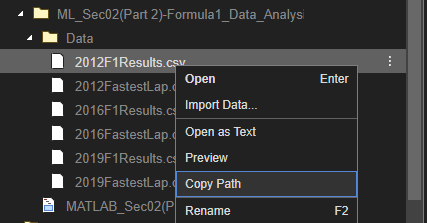 ML_Sec02(Part 2)-Formula1_Data_Analysi
Data
2012F1Results.csv
2012FastestLap.c
2016F1Results.cs
2016FastestLap.c
2019F1Results.cs
2019FastestLap.c
MATLAB_Sec02(P
Open Enter
Import Data...
Open as Text
Preview
Copy Path
Rename F2